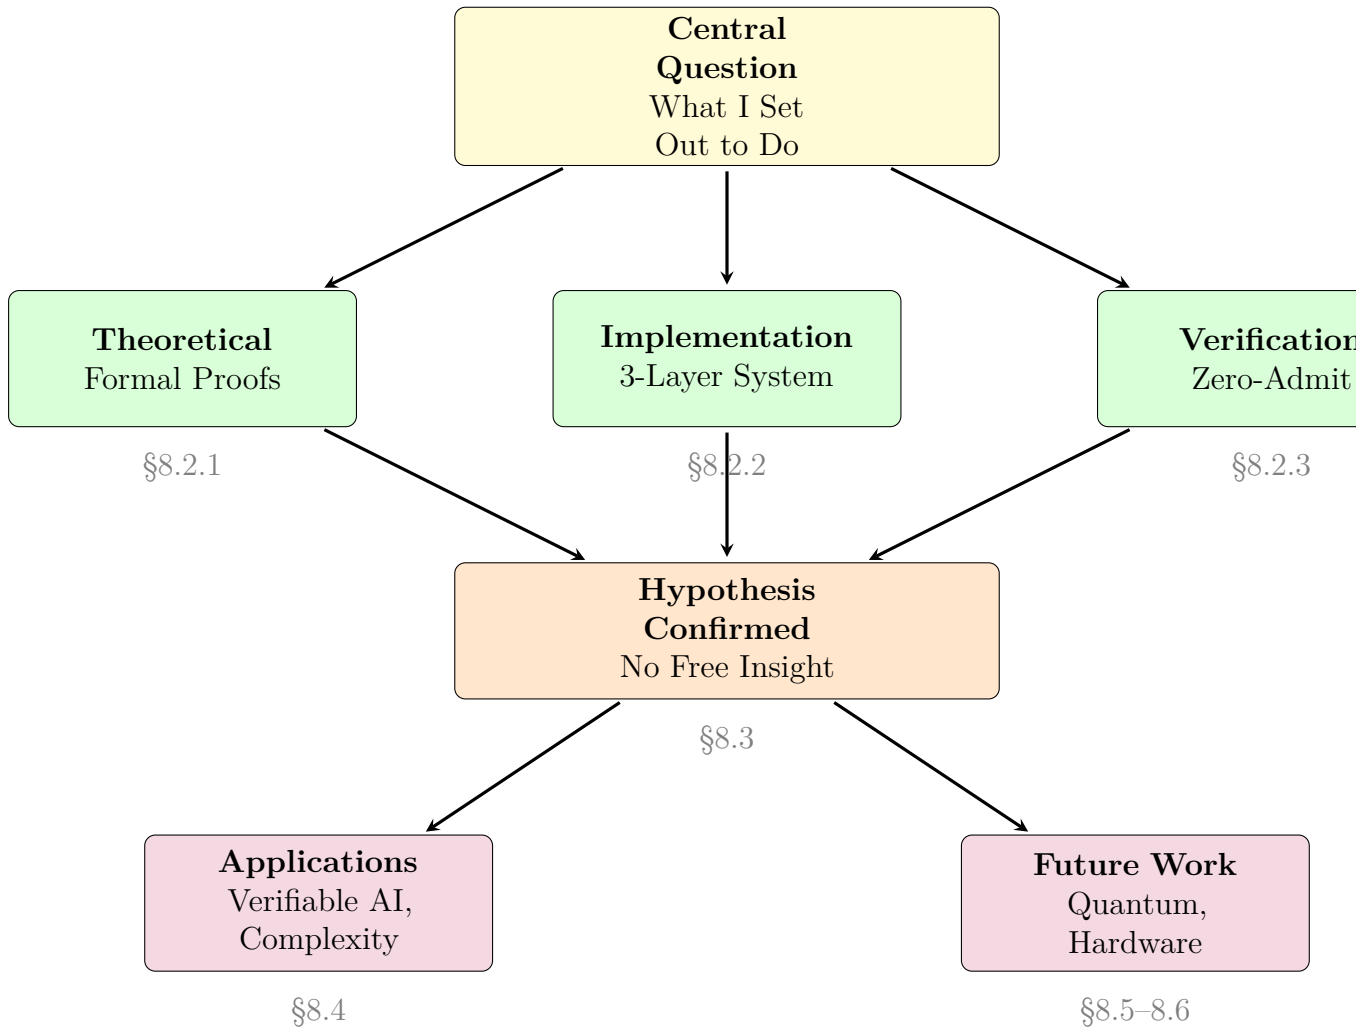 Central
Question
What I Set
Out to Do
Theoretical
Formal Proofs
Implementation
3-Layer System
Verification
Zero-Admit
§8.2.1
§8.2.2
§8.2.3
Hypothesis
Confirmed
No Free Insight
§8.3
Applications
Verifiable AI,
Complexity
Future Work
Quantum,
Hardware
§8.4
§8.5–8.6